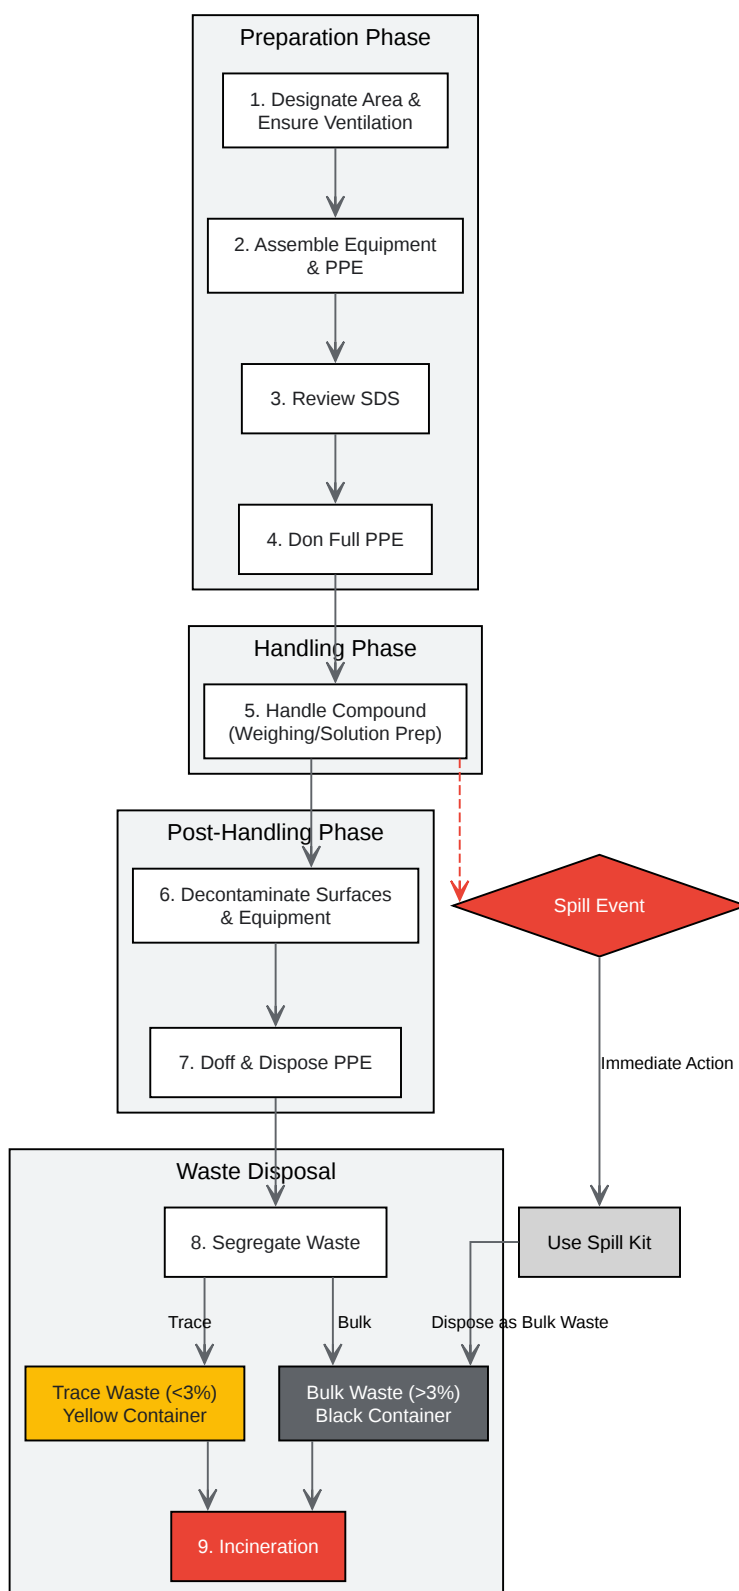 Preparation Phase
1. Designate Area &
Ensure Ventilation
2. Assemble Equipment
& PPE
3. Review SDS
4. Don Full PPE
Handling Phase
5. Handle Compound
(Weighing/Solution Prep)
Post-Handling Phase
6. Decontaminate Surfaces
& Equipment
Spill Event
7. Doff & Dispose PPE
Immediate Action
Waste Disposal
8. Segregate Waste
Use Spill Kit
Trace
Bulk
Dispose as Bulk Waste
Trace Waste (<3%)
Yellow Container
Bulk Waste (>3%)
Black Container
9. Incineration